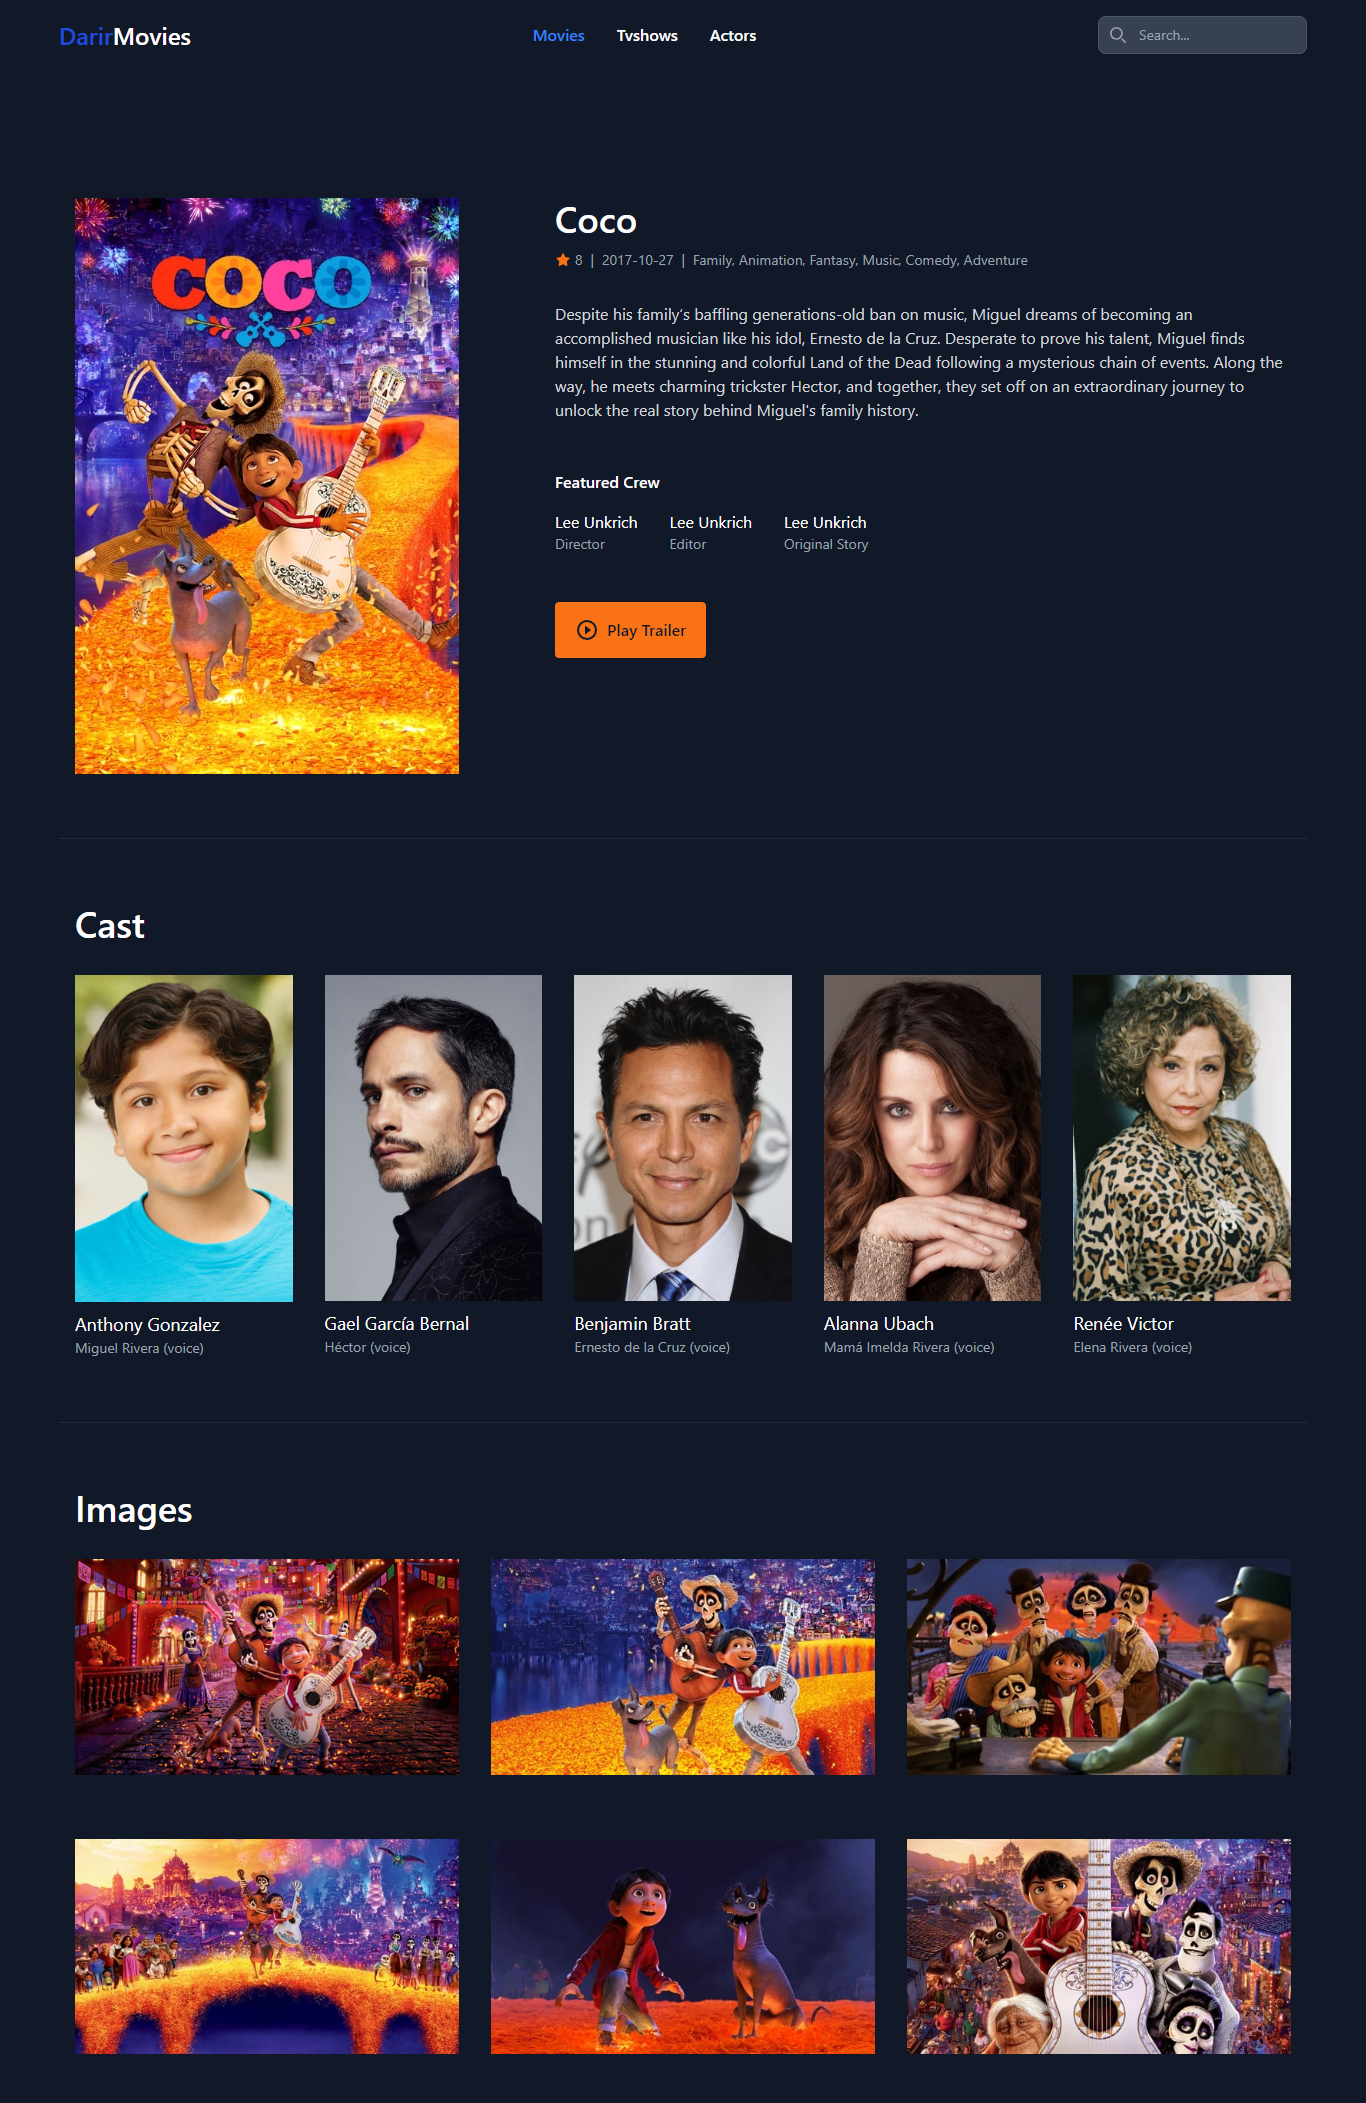 DarirMovies
Movies Tvshows Actors
Search...
COCO
Coco
8 | 2017-10-27 | Family, Animation, Fantasy, Music, Comedy, Adventure
Despite his family’s baffling generations-old ban on music, Miguel dreams of becoming an
accomplished musician like his idol, Ernesto de la Cruz. Desperate to prove his talent, Miguel finds
himself in the stunning and colorful Land of the Dead following a mysterious chain of events. Along the
way, he meets charming trickster Hector, and together, they set off on an extraordinary journey to
unlock the real story behind Miguel's family history.
Featured Crew
Lee Unkrich Lee Unkrich Lee Unkrich
Director Editor Original Story
Play Trailer
Cast
Anthony Gonzalez Gael García Bernal Benjamin Bratt Alanna Ubach Renée Victor
Miguel Rivera (voice) Héctor (voice) Ernesto de la Cruz (voice) Mamá Imelda Rivera (voice) Elena Rivera (voice)
Images